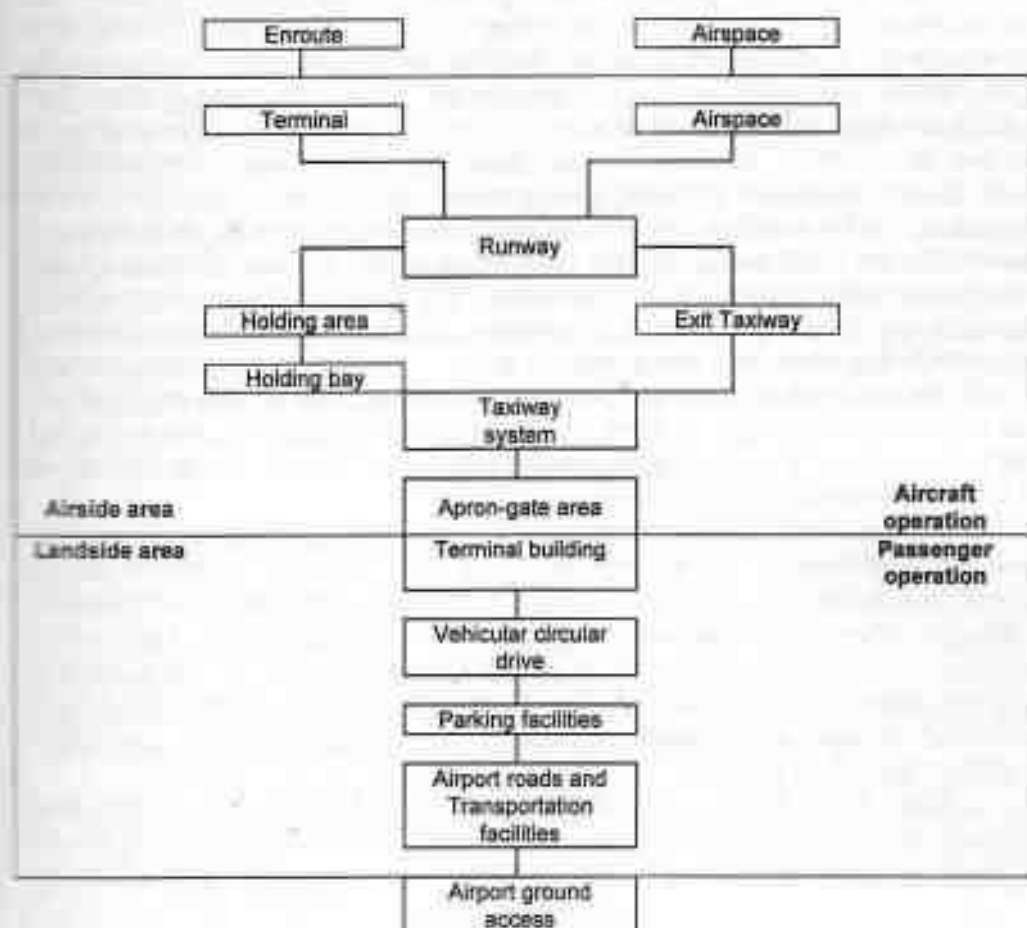 Enroute
Airspace
Terminal
Airspace
Runway
Holding area
Exit Taxiway
Holding bay
Taxiway
system
Airside area
Apron-gate area
Aircraft
operation
Landside area
Terminal building
Passenger
operation
Vehicular circular
drive
Parking facilities
Airport roads and
Transportation
facilities
Airport ground
access